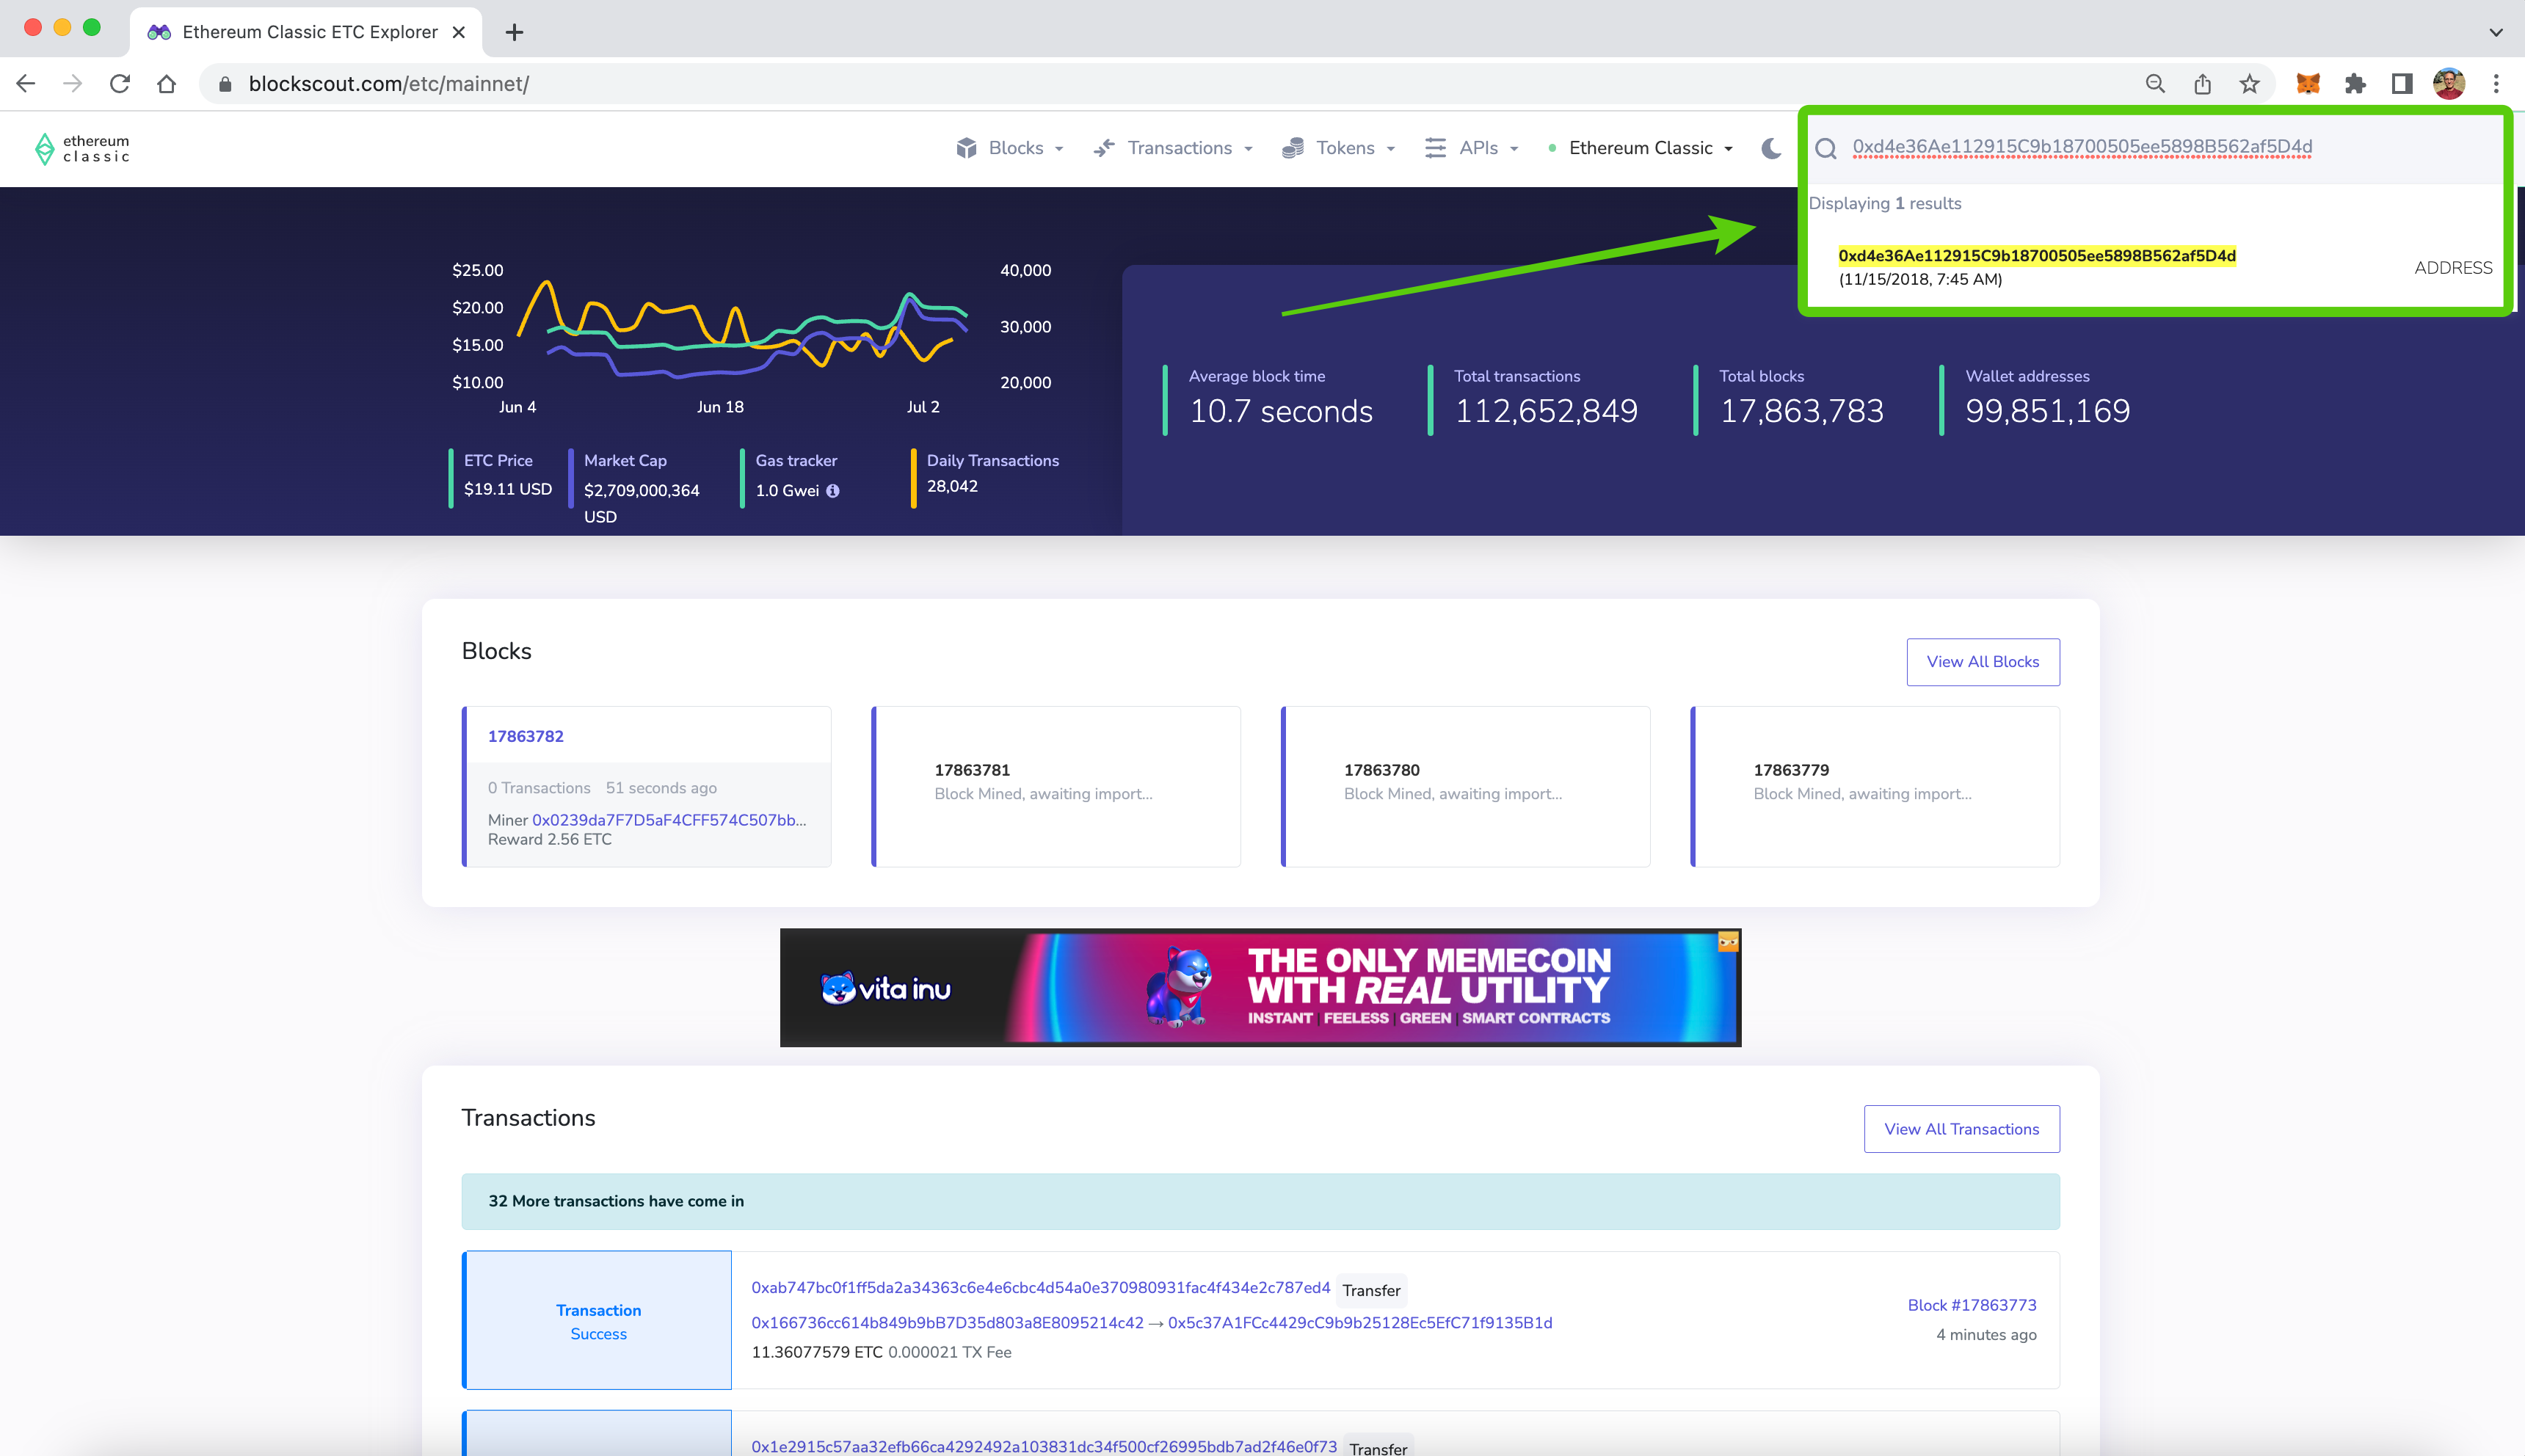 Ethereum Classic ETC Explorer
blockscout.com/etc/mainnet/
ethereum
classic
Blocks
Transactions
Tokens
APIs
Ethereum Classic
0xd4e36Ae112915C9b18700505ee5898B562af5D4d
Displaying 1 results
0xd4e36Ae112915C9b18700505ee5898B562af5D4d
(11/15/2018, 7:45 AM)
ADDRESS
$25.00
$20.00
$15.00
$10.00
40,000
30,000
20,000
Jun 4
Jun 18
Jul 2
ETC Price
$19.11 USD
Market Cap
$2,709,000,364
USD
Gas tracker
1.0 Gwei
Daily Transactions
28,042
Average block time
10.7 seconds
Total transactions
112,652,849
Total blocks
17,863,783
Wallet addresses
99,851,169
Blocks
View All Blocks
17863782
0 Transactions 51 seconds ago
Miner 0x0239da7F7D5aF4CFF574C507bb...
Reward 2.56 ETC
17863781
Block Mined, awaiting import...
17863780
Block Mined, awaiting import...
17863779
Block Mined, awaiting import...
vita inu
THE ONLY MEMECOIN
WITH REAL UTILITY
INSTANT | FEELESS | GREEN | SMART CONTRACTS
Transactions
View All Transactions
32 More transactions have come in
Transaction
Success
0xab747bc0f1ff5da2a34363c6e4e6cbc4d54a0e370980931fac4f434e2c787ed4 Transfer
0x166736cc614b849b9bB7D35d803a8E8095214c42 → 0x5c37A1FCc4429cC9b9b25128Ec5EfC71f9135B1d
11.36077579 ETC 0.000021 TX Fee
Block #17863773
4 minutes ago
0x1e2915c57aa32efb66ca4292492a103831dc34f500cf26995bdb7ad2f46e0f73 Transfer